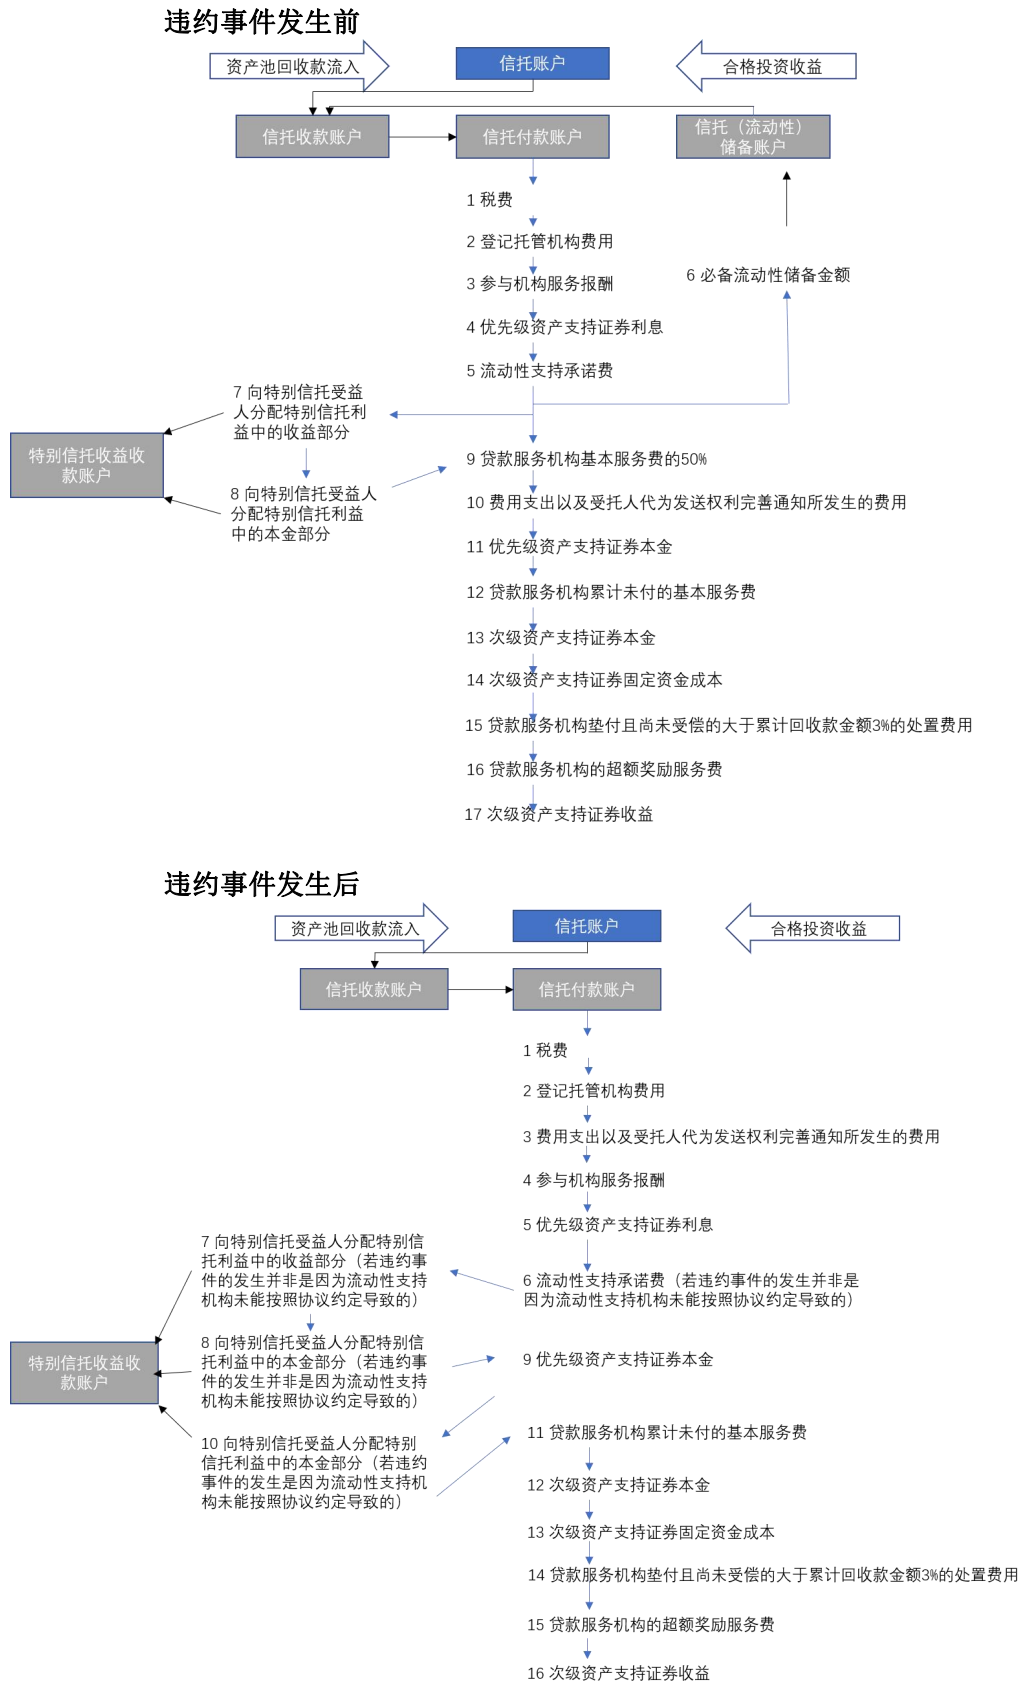 违约事件发生前
资产池回收款流入
信托账户
合格投资收益
信托收款账户
信托付款账户
信托（流动性）
储备账户
1 税费
2 登记托管机构费用
3 参与机构服务报酬
6 必备流动性储备金额
4 优先级资产支持证券利息
5 流动性支持承诺费
7 向特别信托受益
人分配特别信托利
益中的收益部分
特别信托收益收
款账户
8 向特别信托受益人
分配特别信托利益
中的本金部分
9 贷款服务机构基本服务费的50%
10 费用支出以及受托人代为发送权利完善通知所发生的费用
11 优先级资产支持证券本金
12 贷款服务机构累计未付的基本服务费
13 次级资产支持证券本金
14 次级资产支持证券固定资金成本
15 贷款服务机构垫付且尚未受偿的大于累计回收款金额3%的处置费用
16 贷款服务机构的超额奖励服务费
17 次级资产支持证券收益
违约事件发生后
资产池回收款流入
信托账户
合格投资收益
信托收款账户
信托付款账户
1 税费
2 登记托管机构费用
3 费用支出以及受托人代为发送权利完善通知所发生的费用
4 参与机构服务报酬
5 优先级资产支持证券利息
6 流动性支持承诺费（若违约事件的发生并非是
因为流动性支持机构未能按照协议约定导致的）
7 向特别信托受益人分配特别信
托利益中的收益部分（若违约事
件的发生并非是因为流动性支持
机构未能按照协议约定导致的）
8 向特别信托受益人分配特别信
托利益中的本金部分（若违约事
件的发生并非是因为流动性支持
机构未能按照协议约定导致的）
特别信托收益收
款账户
9 优先级资产支持证券本金
10 向特别信托受益人分配特别
信托利益中的本金部分（若违约
事件的发生是因为流动性支持机
构未能按照协议约定导致的）
11 贷款服务机构累计未付的基本服务费
12 次级资产支持证券本金
13 次级资产支持证券固定资金成本
14 贷款服务机构垫付且尚未受偿的大于累计回收款金额3%的处置费用
15 贷款服务机构的超额奖励服务费
16 次级资产支持证券收益